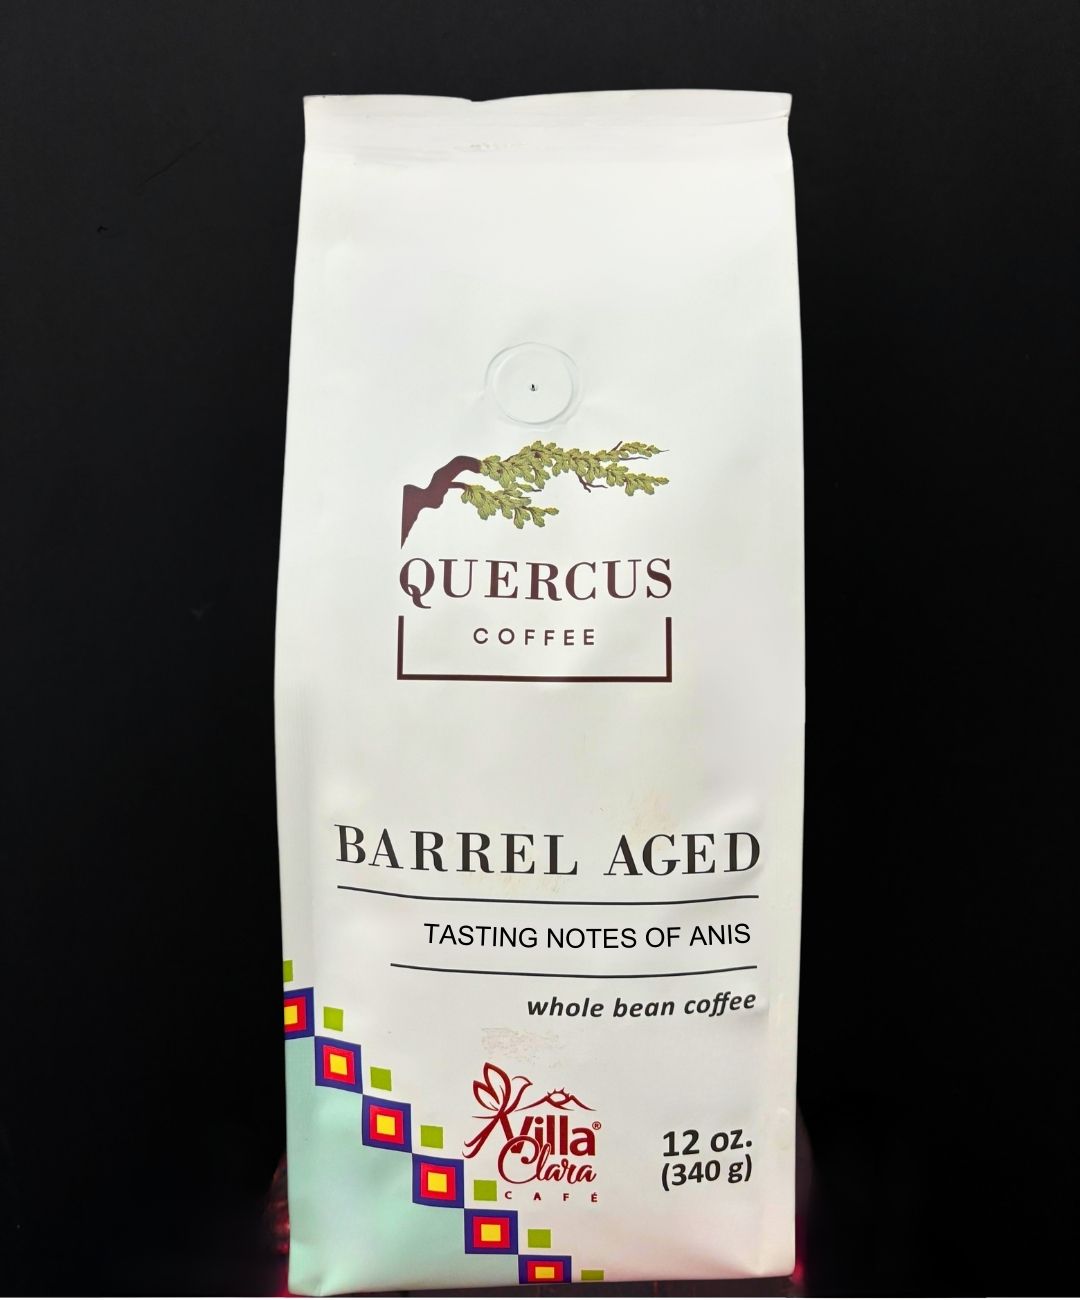 QUERCUS
COFFEE
BARREL AGED
TASTING NOTES OF ANIS
whole bean coffee
Villa®
Clara
CAFÉ
12 oz.
(340 g)